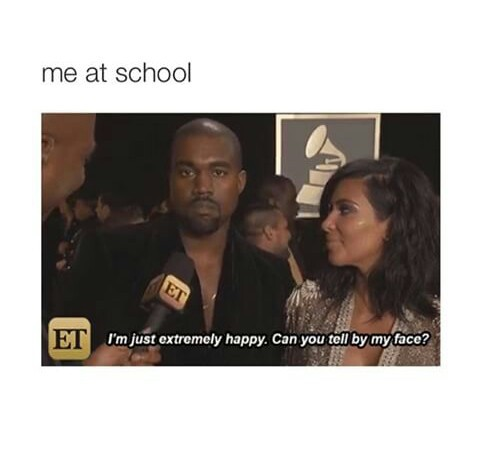 me at school
ET
ET
I'm just extremely happy. Can you tell by my face?